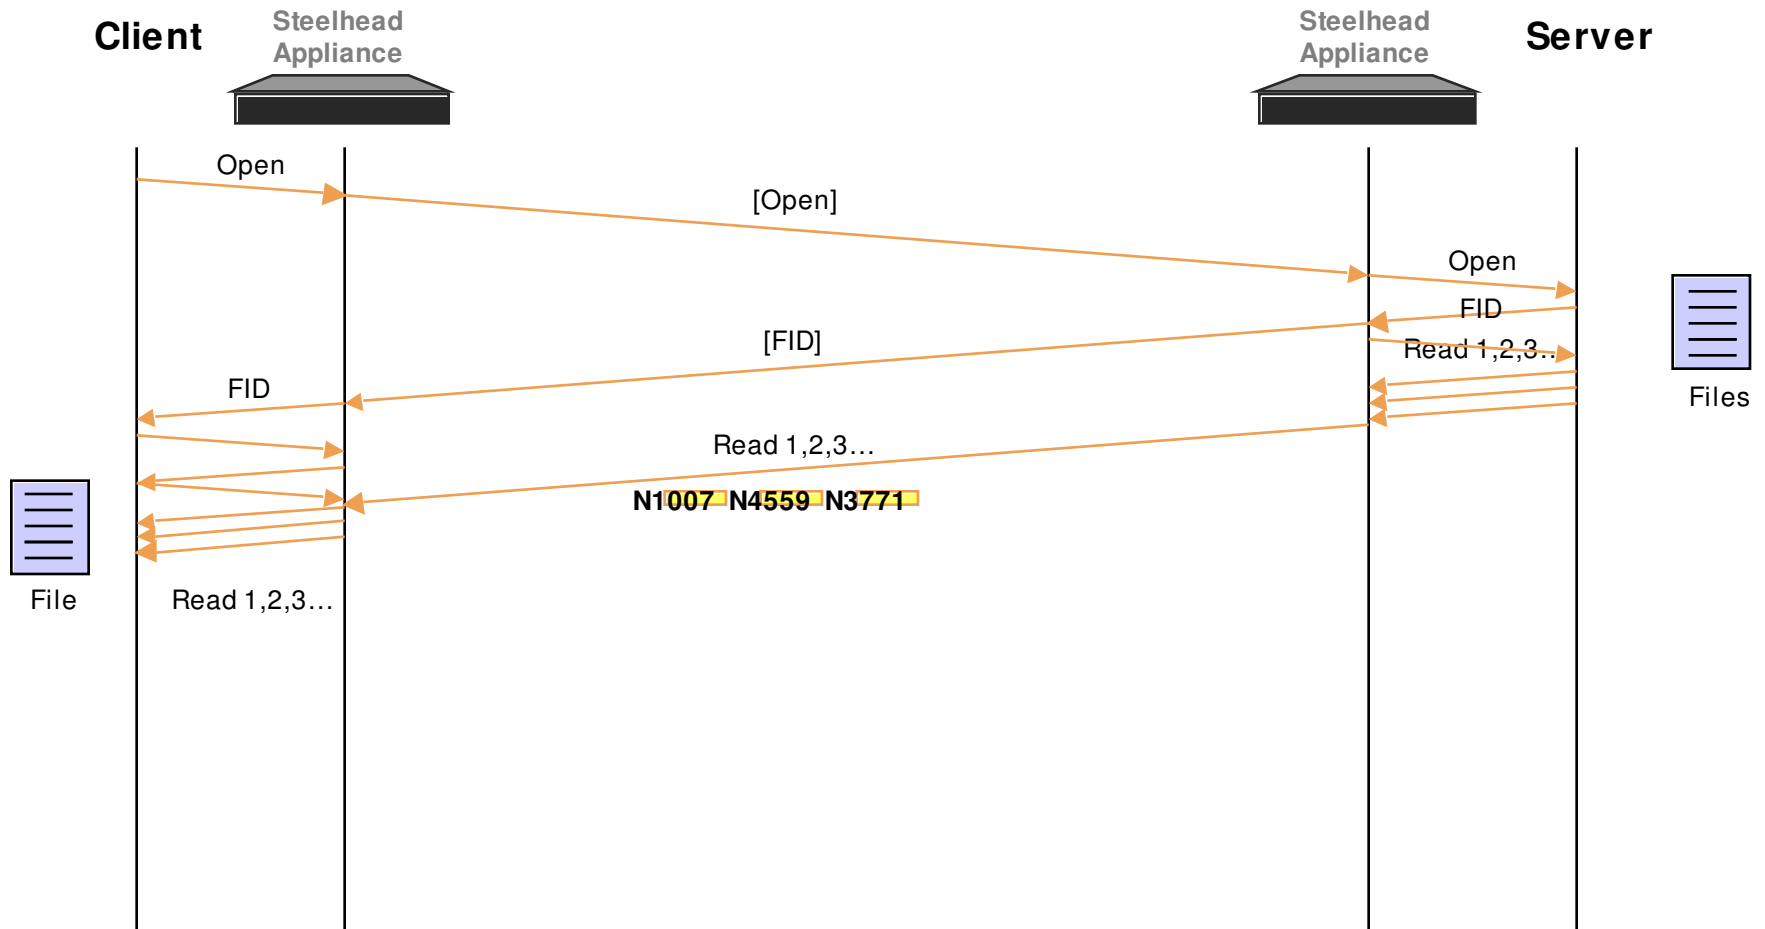 Client
Steelhead
Appliance
Steelhead
Appliance
Server
Open
[Open]
Open
FID
[FID]
Read 1,2,3...
FID
Files
Read 1,2,3…
N1007 N4559 N3771
File
Read 1,2,3…